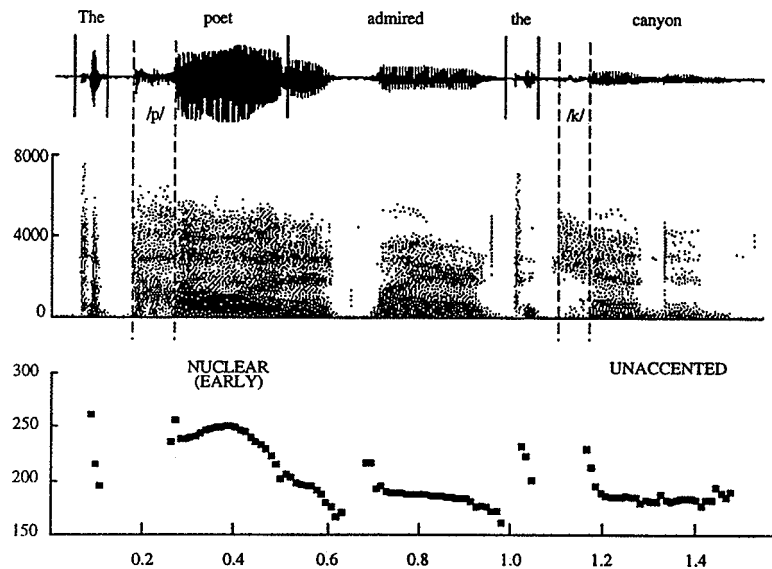 The poet admired the canyon
/p/ /k/
8000
4000
0
NUCLEAR UNACCENTED
(EARLY)
300
250
200
150
0.2 0.4 0.6 0.8 1.0 1.2 1.4